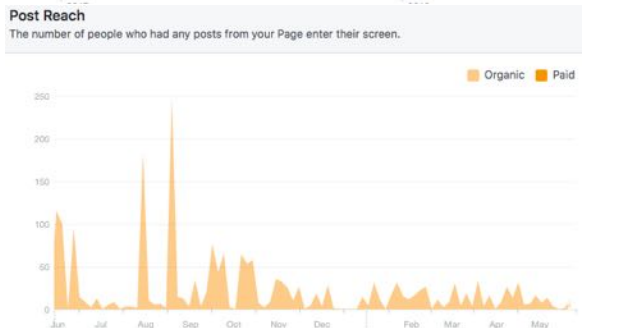 Post Reach
The number of people who had any posts from your Page enter their screen.
Organic Paid
250
200
150
100
50
0
Jun Jul Aug Sep Oct Nov Dec Feb Mar Apr May